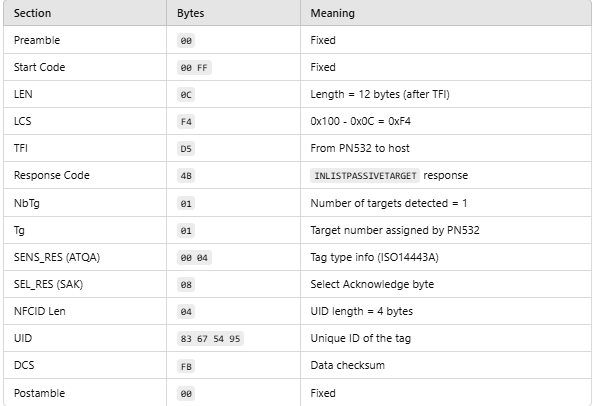 Section Bytes Meaning
Preamble 00 Fixed
Start Code 00 FF Fixed
LEN 0C Length = 12 bytes (after TFI)
LCS F4 0x100 - 0x0C = 0xF4
TFI D5 From PN532 to host
Response Code 4B INLISTPASSIVETARGET response
NbTg 01 Number of targets detected = 1
Tg 01 Target number assigned by PN532
SENS_RES (ATQA) 00 04 Tag type info (ISO14443A)
SEL_RES (SAK) 08 Select Acknowledge byte
NFCID Len 04 UID length = 4 bytes
UID 83 67 54 95 Unique ID of the tag
DCS FB Data checksum
Postamble 00 Fixed